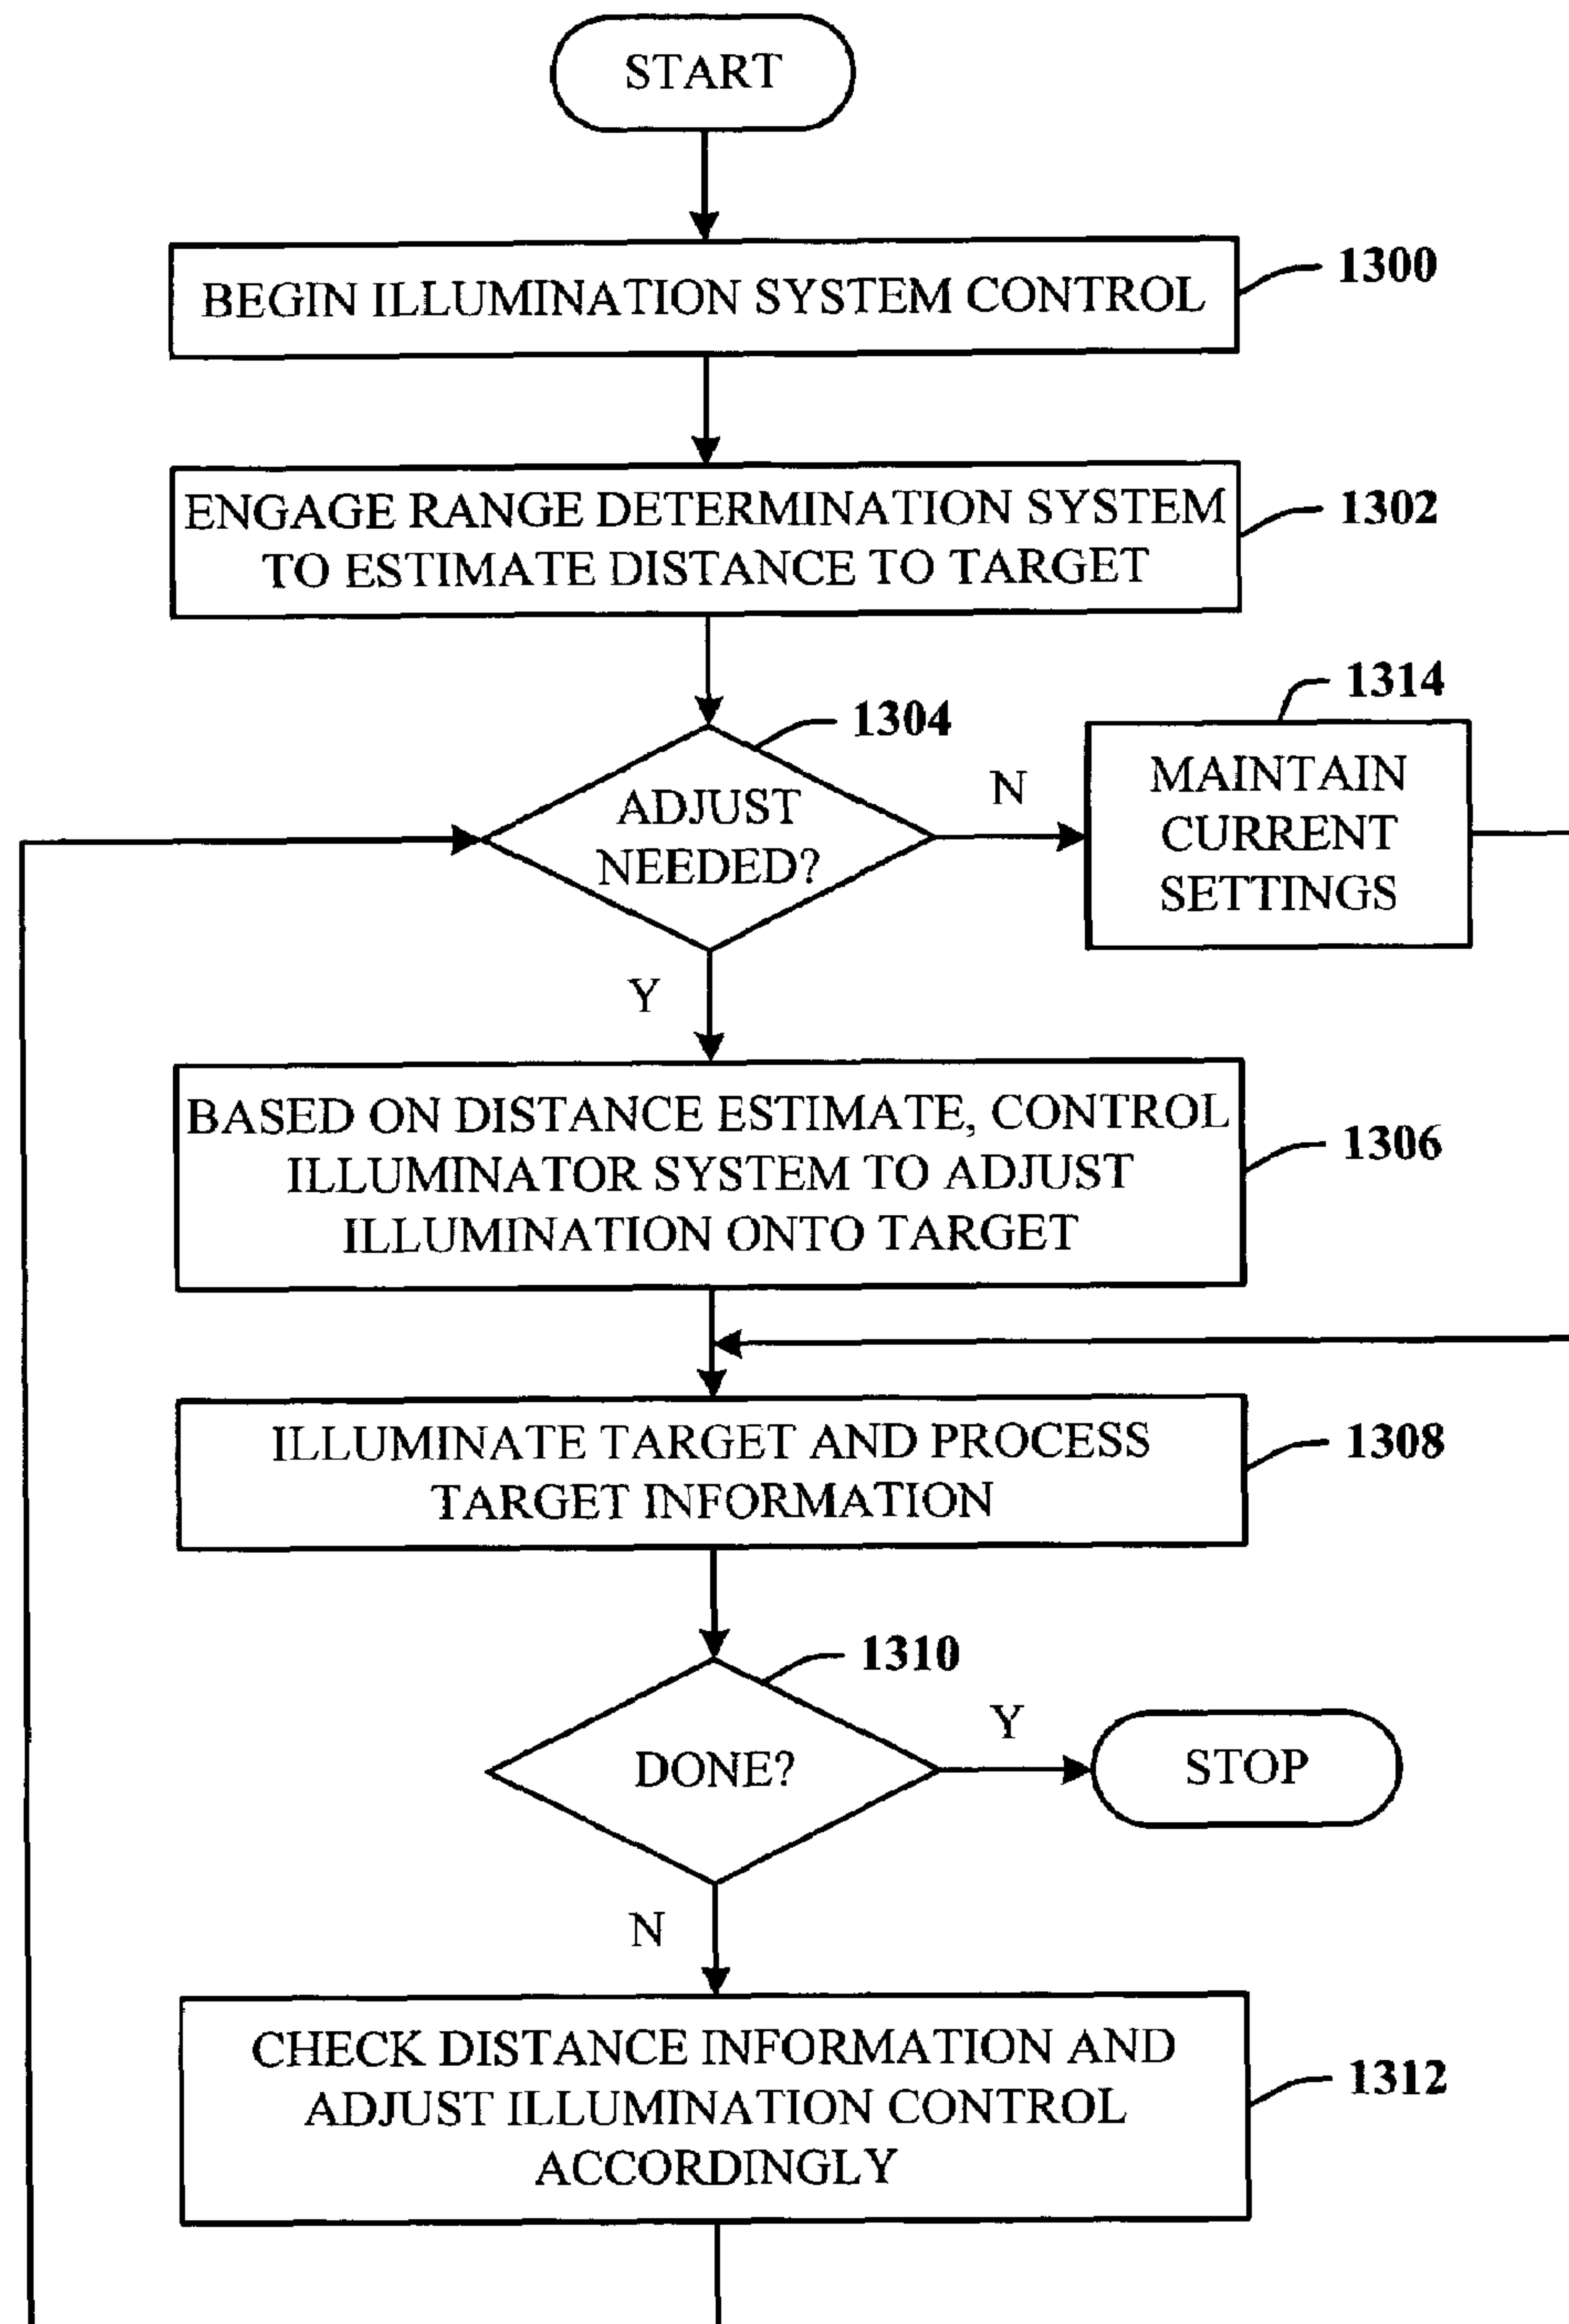 START
BEGIN ILLUMINATION SYSTEM CONTROL
1300
ENGAGE RANGE DETERMINATION SYSTEM
TO ESTIMATE DISTANCE TO TARGET
1302
1304
ADJUST
NEEDED?
N
1314
MAINTAIN
CURRENT
SETTINGS
Y
BASED ON DISTANCE ESTIMATE, CONTROL
ILLUMINATOR SYSTEM TO ADJUST
ILLUMINATION ONTO TARGET
1306
ILLUMINATE TARGET AND PROCESS
TARGET INFORMATION
1308
1310
DONE?
Y
STOP
N
CHECK DISTANCE INFORMATION AND
ADJUST ILLUMINATION CONTROL
ACCORDINGLY
1312